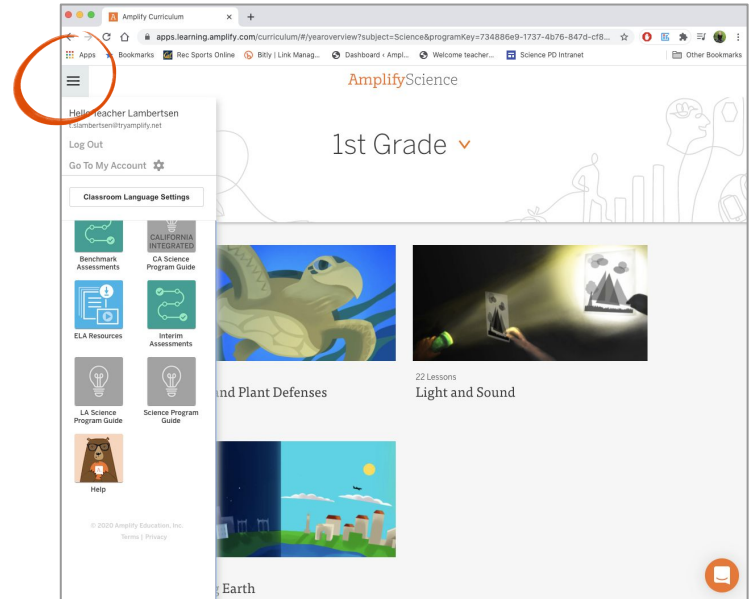 Amplify Curriculum
apps.learning.amplify.com/curriculum/#/yearoverview?subject=Science&programKey=734886e9-1737-4b76-847d-cf8...
Apps Bookmarks Rec Sports Online Bitly | Link Manag... Dashboard ‹ Ampl... Welcome teacher... Science PD Intranet Other Bookmarks
AmplifyScience
Hello Teacher Lambertsen
t.slambertsen@tryamplify.net
Log Out
Go To My Account
Classroom Language Settings
1st Grade
CALIFORNIA
INTEGRATED
Benchmark
Assessments
CA Science
Program Guide
ELA Resources
Interim
Assessments
LA Science
Program Guide
Science Program
Guide
Help
© 2020 Amplify Education, Inc.
Terms | Privacy
and Plant Defenses
22 Lessons
Light and Sound
Earth